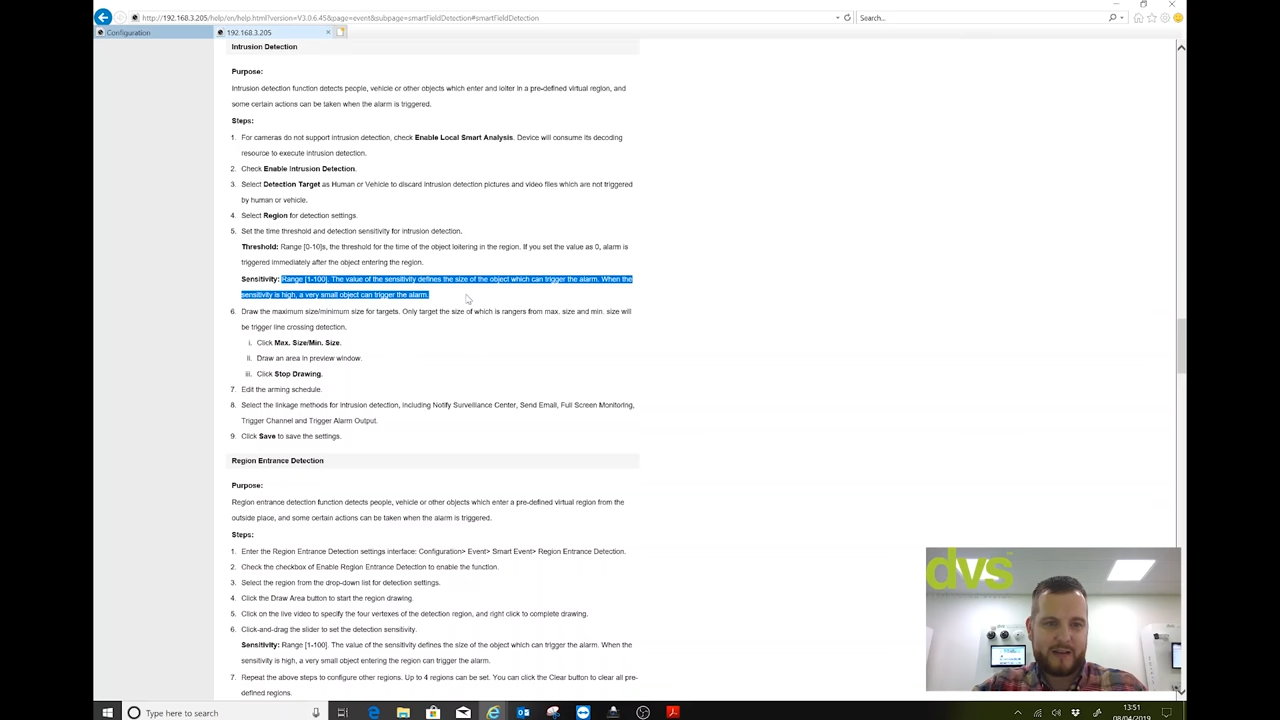 http://192.168.3.205/help/en/help.html?version=V3.0.6.45&page=event&subpage=smartFieldDetection#smartFieldDetection
Search...
Configuration
192.168.3.205
Intrusion Detection
Purpose:
Intrusion detection function detects people, vehicle or other objects which enter and loiter in a pre-defined virtual region, and
some certain actions can be taken when the alarm is triggered.
Steps:
1. For cameras do not support intrusion detection, check Enable Local Smart Analysis. Device will consume its decoding
resource to execute intrusion detection.
2. Check Enable Intrusion Detection.
3. Select Detection Target as Human or Vehicle to discard intrusion detection pictures and video files which are not triggered
by human or vehicle.
4. Select Region for detection settings.
5. Set the time threshold and detection sensitivity for intrusion detection.
Threshold: Range [0-10]s, the threshold for the time of the object loitering in the region. If you set the value as 0, alarm is
triggered immediately after the object entering the region.
Sensitivity: Range [1-100]. The value of the sensitivity defines the size of the object which can trigger the alarm. When the
sensitivity is high, a very small object can trigger the alarm.
6. Draw the maximum size/minimum size for targets. Only target the size of which is rangers from max. size and min. size will
be trigger line crossing detection.
i. Click Max. Size/Min. Size.
ii. Draw an area in preview window.
iii. Click Stop Drawing.
7. Edit the arming schedule.
8. Select the linkage methods for intrusion detection, including Notify Surveillance Center, Send Email, Full Screen Monitoring,
Trigger Channel and Trigger Alarm Output.
9. Click Save to save the settings.
Region Entrance Detection
Purpose:
Region entrance detection function detects people, vehicle or other objects which enter a pre-defined virtual region from the
outside place, and some certain actions can be taken when the alarm is triggered.
Steps:
1. Enter the Region Entrance Detection settings interface: Configuration> Event> Smart Event> Region Entrance Detection.
2. Check the checkbox of Enable Region Entrance Detection to enable the function.
3. Select the region from the drop-down list for detection settings.
4. Click the Draw Area button to start the region drawing.
5. Click on the live video to specify the four vertexes of the detection region, and right click to complete drawing.
6. Click-and-drag the slider to set the detection sensitivity.
Sensitivity: Range [1-100]. The value of the sensitivity defines the size of the object which can trigger the alarm. When the
sensitivity is high, a very small object entering the region can trigger the alarm.
7. Repeat the above steps to configure other regions. Up to 4 regions can be set. You can click the Clear button to clear all pre-
defined regions.
dvs
Type here to search
13:51
08/04/2019